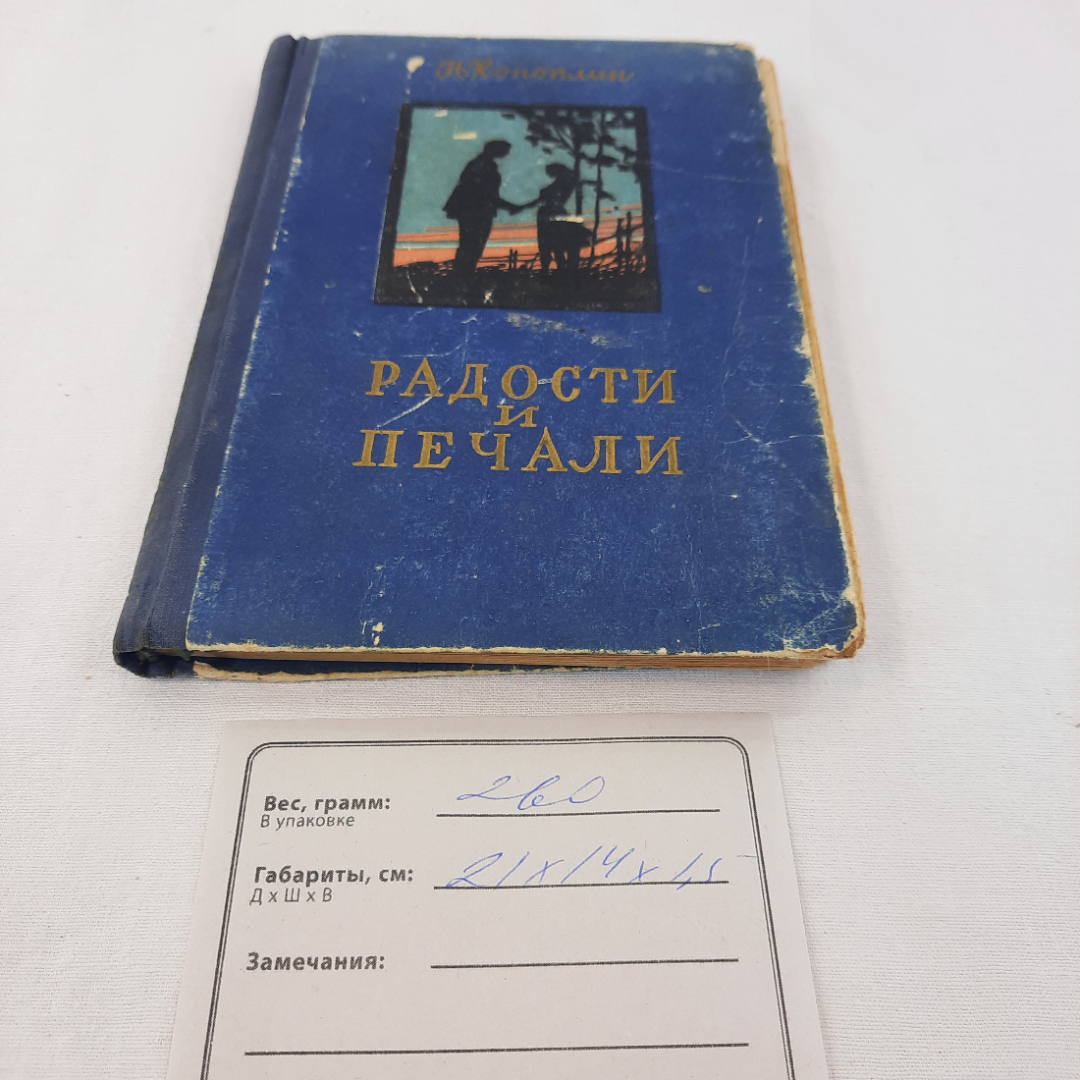 Н. Коноплин
РАДОСТИ
И
ПЕЧАЛИ
Вес, грамм: 260
В упаковке
Габариты, см: 21х14х1,5
Д х Ш х В
Замечания: